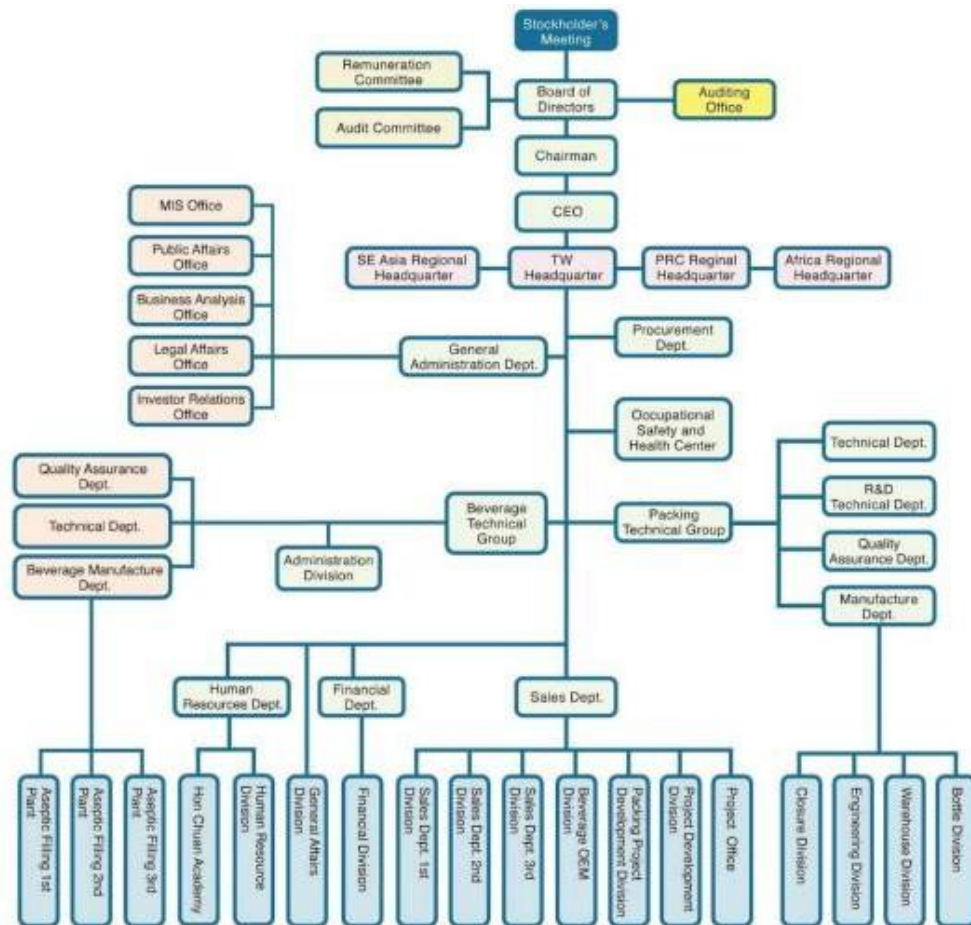 Stockholder's
Meeting
Remuneration
Committee
Board of
Directors
Auditing
Office
Audit Committee
Chairman
MIS Office
CEO
Public Affairs
Office
SE Asia Regional
Headquarter
TW
Headquarter
PRC Reginal
Headquarter
Africa Regional
Headquarter
Business Analysis
Office
Procurement
Dept.
Legal Affairs
Office
General
Administration Dept.
Investor Relations
Office
Occupational
Safety and
Health Center
Technical Dept.
Quality Assurance
Dept.
R&D
Technical Dept.
Technical Dept.
Beverage
Technical
Group
Packing
Technical Group
Quality
Assurance Dept.
Administration
Division
Beverage Manufacture
Dept.
Manufacture
Dept.
Human
Resources Dept.
Financial
Dept.
Sales Dept.
Aseptic Filling 1st
Plant
Aseptic Filling 2nd
Plant
Aseptic Filling 3rd
Plant
Hon Chuan Academy
Human Resource
Division
General Affairs
Division
Financial Division
Sales Dept. 1st
Division
Sales Dept. 2nd
Division
Sales Dept. 3rd
Division
Beverage OEM
Division
Packing Project
Development Division
Project Development
Division
Project Office
Closure Division
Engineering Division
Warehouse Division
Bottle Division